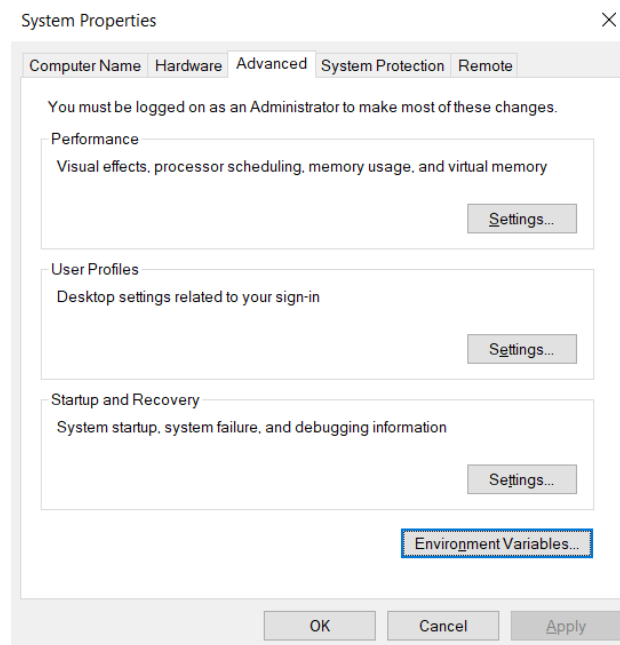 System Properties
Computer Name Hardware Advanced System Protection Remote
You must be logged on as an Administrator to make most of these changes.
Performance
Visual effects, processor scheduling, memory usage, and virtual memory
Settings...
User Profiles
Desktop settings related to your sign-in
Settings...
Startup and Recovery
System startup, system failure, and debugging information
Settings...
Environment Variables...
OK Cancel Apply